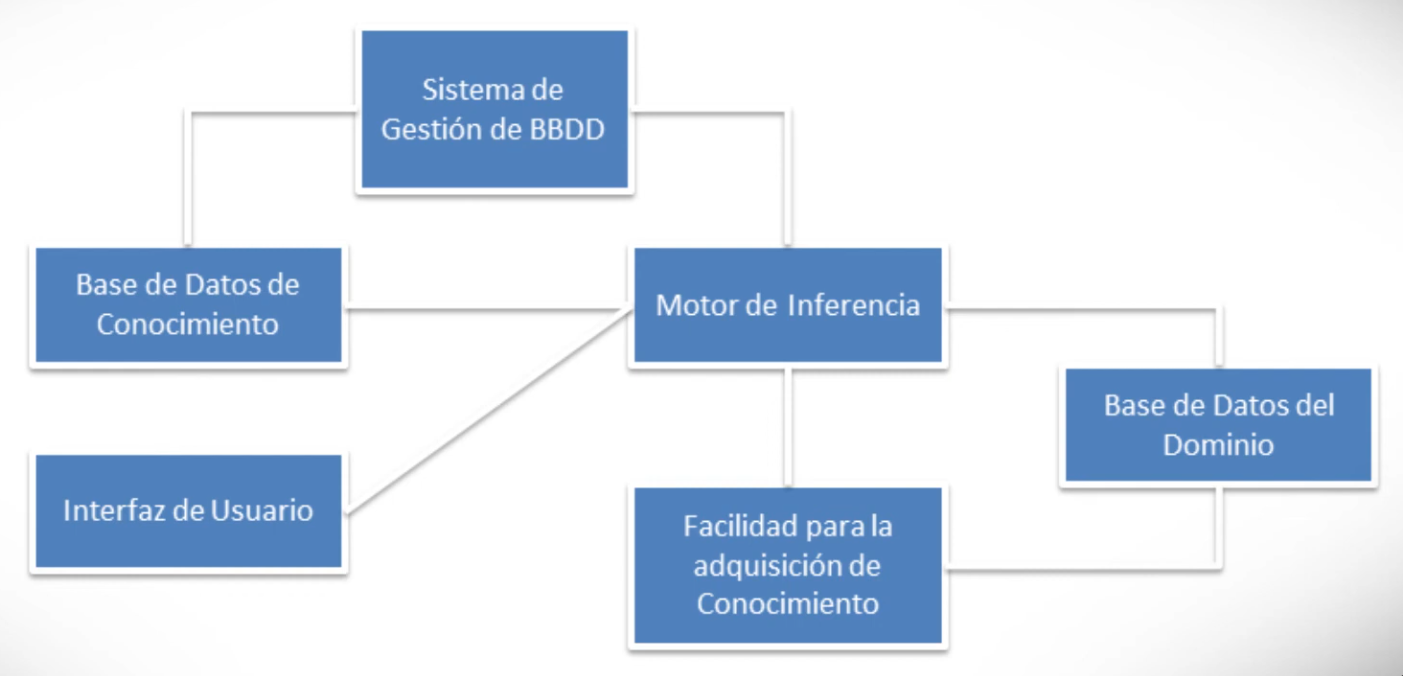 Sistema de
Gestión de BBDD
Base de Datos de
Conocimiento
Motor de Inferencia
Base de Datos del
Dominio
Interfaz de Usuario
Facilidad para la
adquisición de
Conocimiento